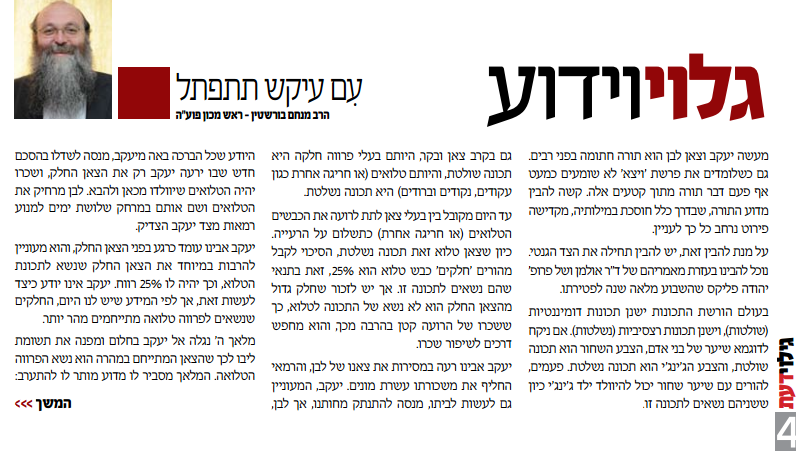 גלוי וידוע
עִם עיקש תתפתל
הרב מנחם בורשטין - ראש מכון פוע"ה
מעשה יעקב וצאן לבן הוא תורה חתומה בפני רבים.
גם כשלומדים את פרשת 'ויצא' לא שומעים כמעט
אף פעם דבר תורה מתוך קטעים אלה. קשה להבין
מדוע התורה, שבדרך כלל חוסכת במילותיה, מקדישה
פירוט נרחב כל כך לעניין.
על מנת להבין זאת, יש להבין תחילה את הצד הגנטי.
נוכל להבינו בעזרת מאמריהם של ד"ר אולמן ושל פרופ'
יהודה פליקס שהשבוע מלאה שנה לפטירתו.
בעולם הורשת התכונות ישנן תכונות דומיננטיות
(שולטות), וישנן תכונות רצסיביות (נשלטות). אם ניקח
לדוגמא שיער של בני אדם, הצבע השחור הוא תכונה
שולטת, והצבע הג'ינג'י הוא תכונה נשלטת. פעמים,
להורים עם שיער שחור יכול להיוולד ילד ג'ינג'י כיון
ששניהם נשאים לתכונה זו.
גם בקרב צאן ובקר, היותם בעלי פרווה חלקה היא
תכונה שולטת, והיותם טלואים (או חריגה אחרת כגון
עקודים, נקודים וברודים) היא תכונה נשלטת.
עד היום מקובל בין בעלי צאן לתת לרועה את הכבשים
הטלואים (או חריגה אחרת) כתשלום על הרעייה.
כיון שצאן טלוא זאת תכונה נשלטת, הסיכוי לקבל
מהורים 'חלקים' כבש טלוא הוא 25%, זאת בתנאי
שהם נשאים לתכונה זו. אך יש לזכור שחלק גדול
מהצאן החלק הוא לא נשא של התכונה לטלוא, כך
ששכרו של הרועה קטן בהרבה מכך, והוא מחפש
דרכים לשיפור שכרו.
יעקב אבינו רעה במסירות את צאנו של לבן, והרמאי
החליף את משכורתו עשרת מונים. יעקב, המעוניין
גם לעשות לביתו, מנסה להתנתק מחותנו, אך לבן,
היודע שכל הברכה באה מיעקב, מנסה לשדלו בהסכם
חדש שבו ירעה יעקב רק את הצאן החלק, ושכרו
יהיה הטלואים שיוולדו מכאן ולהבא. לבן מרחיק את
הטלואים ושם אותם במרחק שלושת ימים למנוע
רמאות מצד יעקב הצדיק.
יעקב אבינו עומד כרגע בפני הצאן החלק, והוא מעוניין
להרבות במיוחד את הצאן החלק שנשא לתכונת
הטלוא, וכך יהיה לו 25% רווח. יעקב אינו יודע כיצד
לעשות זאת, אך לפי המידע שיש לנו היום, החלקים
שנשאים לפרווה טלואה מתייחמים מהר יותר.
מלאך ה' נגלה אל יעקב בחלום ומפנה את תשומת
ליבו לכך שהצאן המתייחם במהרה הוא נשא הפרווה
הטלואה. המלאך מסביר לו מדוע מותר לו להתערב:
המשך >>>
גילוי דעת
4